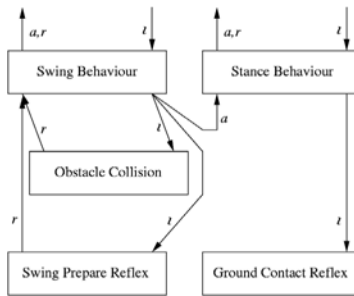 a,r ι a,r ι
Swing Behaviour Stance Behaviour
r ι a
Obstacle Collision
r ι ι
Swing Prepare Reflex Ground Contact Reflex